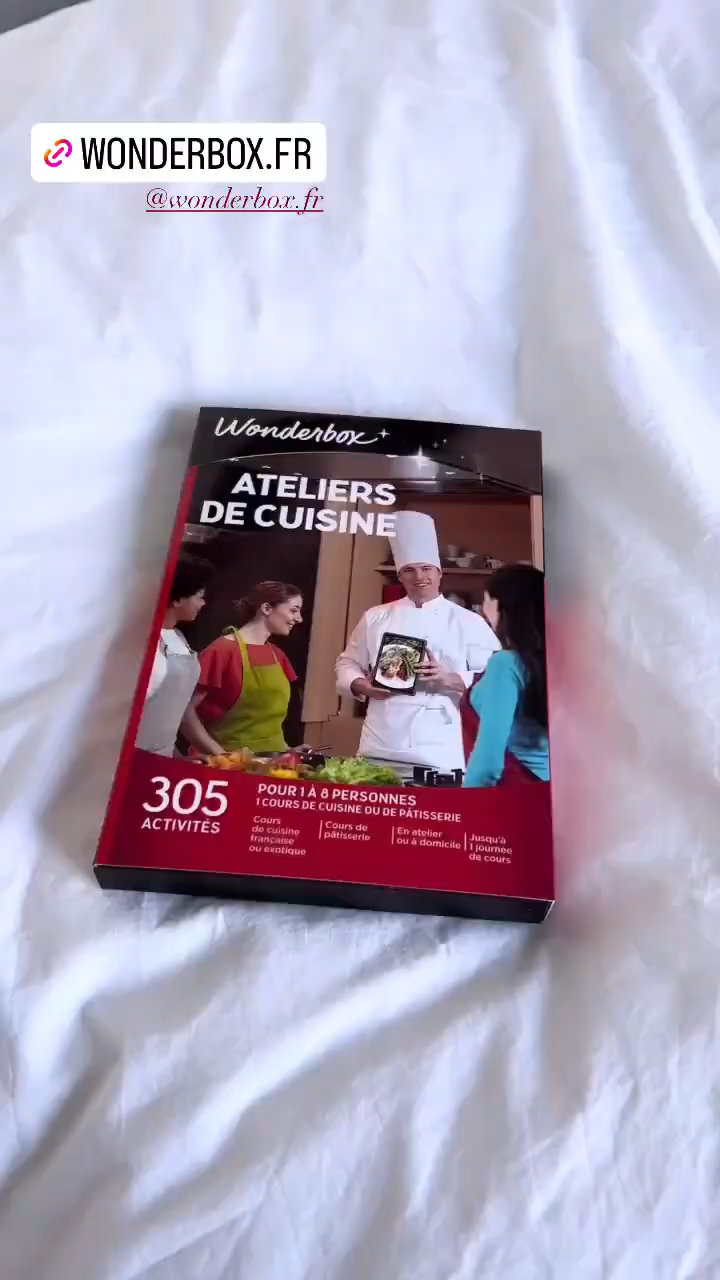 WONDERBOX.FR
@wonderbox.fr
Wonderbox
ATELIERS
DE CUISINE
305
ACTIVITÉS
POUR 1 À 8 PERSONNES
1 COURS DE CUISINE OU DE PÂTISSERIE
Cours
de cuisine
française
ou exotique
Cours de
pâtisserie
En atelier
ou à domicile
Jusqu'à
1 journée
de cours